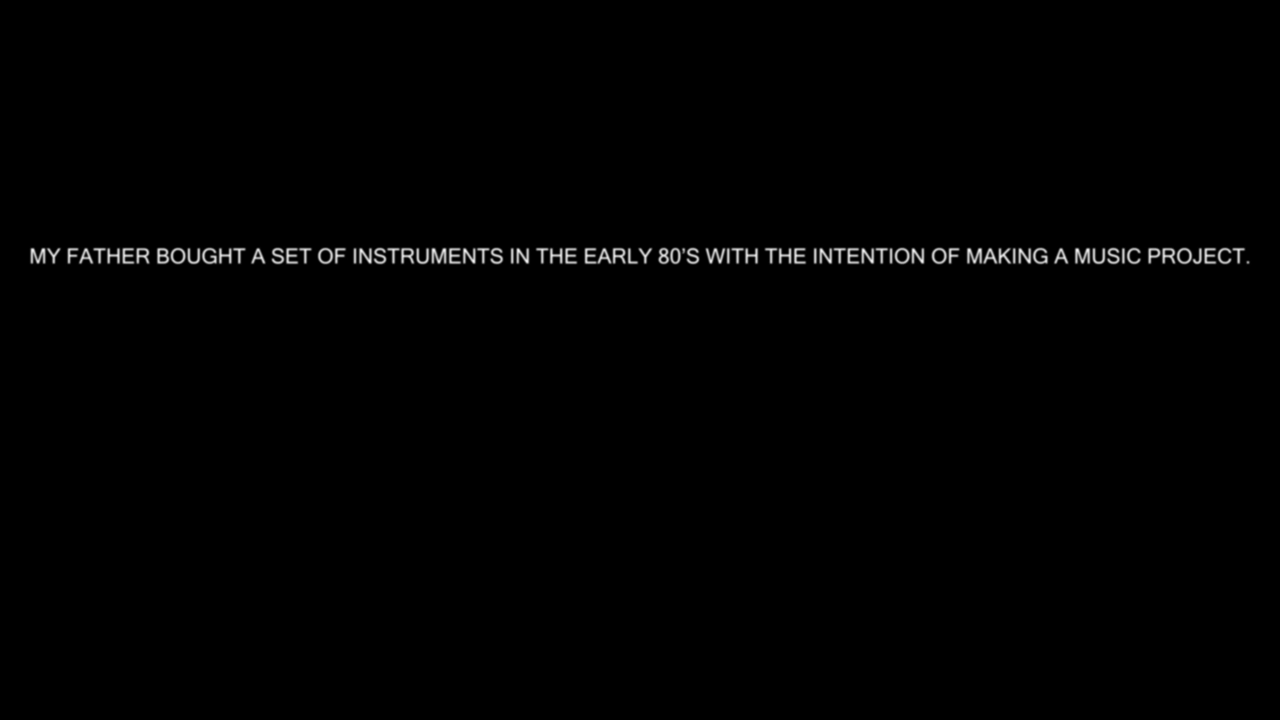 MY FATHER BOUGHT A SET OF INSTRUMENTS IN THE EARLY 80’S WITH THE INTENTION OF MAKING A MUSIC PROJECT.